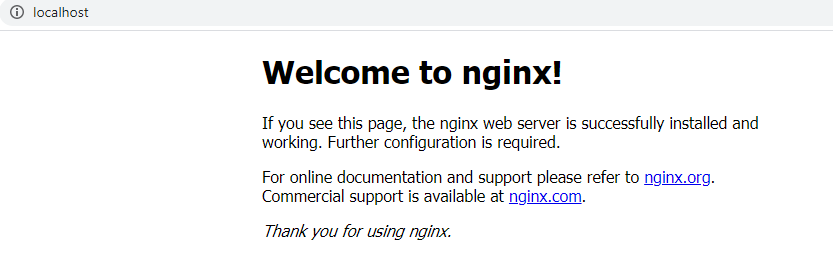 localhost
Welcome to nginx!
If you see this page, the nginx web server is successfully installed and
working. Further configuration is required.
For online documentation and support please refer to nginx.org.
Commercial support is available at nginx.com.
Thank you for using nginx.